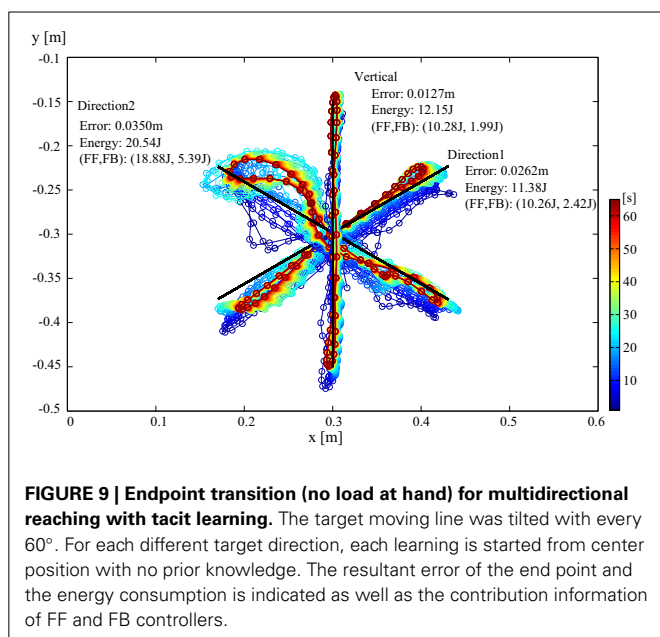 y [m]
-0.1
-0.15
-0.2
-0.25
-0.3
-0.35
-0.4
-0.45
-0.5
0
0.1
0.2
0.3
0.4
0.5
0.6
x [m]
Direction2
Error: 0.0350m
Energy: 20.54J
(FF,FB): (18.88J, 5.39J)
Vertical
Error: 0.0127m
Energy: 12.15J
(FF,FB): (10.28J, 1.99J)
Direction1
Error: 0.0262m
Energy: 11.38J
(FF,FB): (10.26J, 2.42J)
[s]
60
50
40
30
20
10
FIGURE 9 | Endpoint transition (no load at hand) for multidirectional
reaching with tacit learning. The target moving line was tilted with every
60°. For each different target direction, each learning is started from center
position with no prior knowledge. The resultant error of the end point and
the energy consumption is indicated as well as the contribution information
of FF and FB controllers.